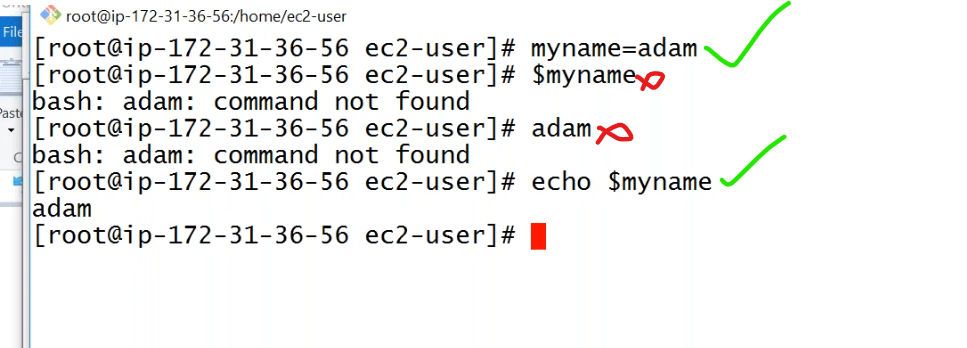 root@ip-172-31-36-56:/home/ec2-user
File
[root@ip-172-31-36-56 ec2-user]# myname=adam
[root@ip-172-31-36-56 ec2-user]# $myname
bash: adam: command not found
[root@ip-172-31-36-56 ec2-user]# adam
bash: adam: command not found
[root@ip-172-31-36-56 ec2-user]# echo $myname
adam
[root@ip-172-31-36-56 ec2-user]#